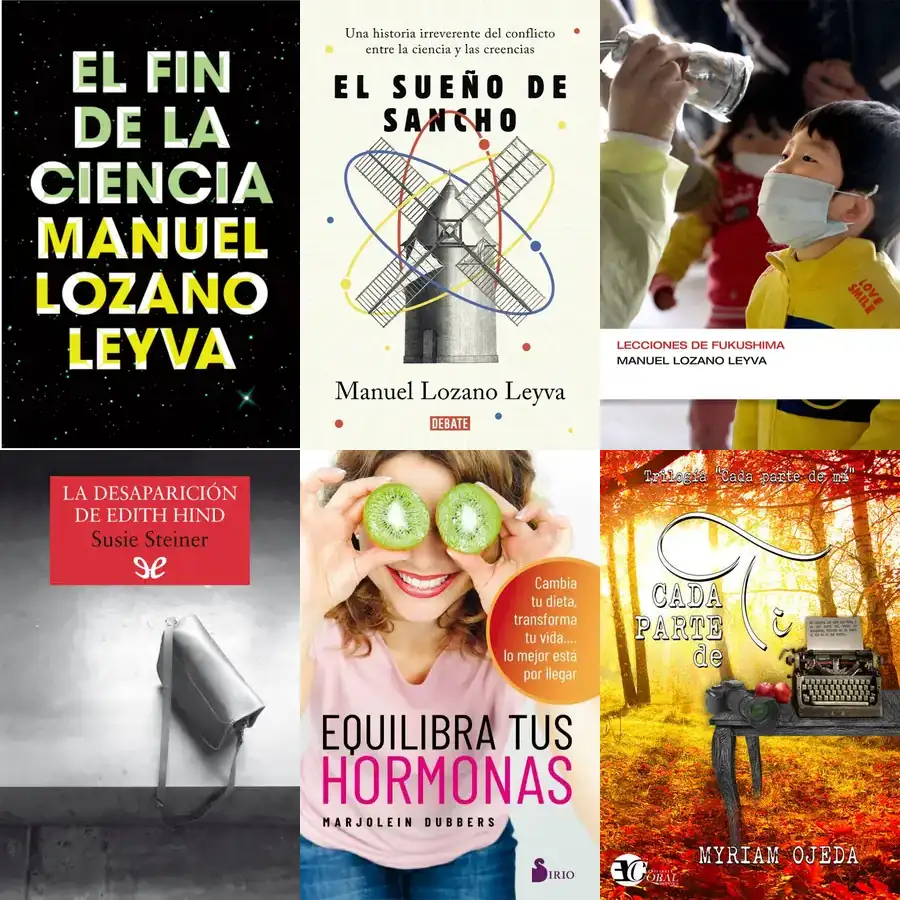 EL FIN
DE LA
CIENCIA
MANUEL
LOZANO
LEYVA
Una historia irreverente del conflicto
entre la ciencia y las creencias
EL SUEÑO DE
SANCHO
Manuel Lozano Leyva
DEBATE
LOVE
SMILE
LECCIONES DE FUKUSHIMA
MANUEL LOZANO LEYVA
LA DESAPARICIÓN
DE EDITH HIND
Susie Steiner
Cambia
tu dieta,
transforma
tu vida....
lo mejor está
por llegar
EQUILIBRA TUS
HORMONAS
MARJOLEIN DUBBERS
SIRIO
Trilogía "Cada parte de mí"
CADA
PARTE
de
Ti
MYRIAM OJEDA